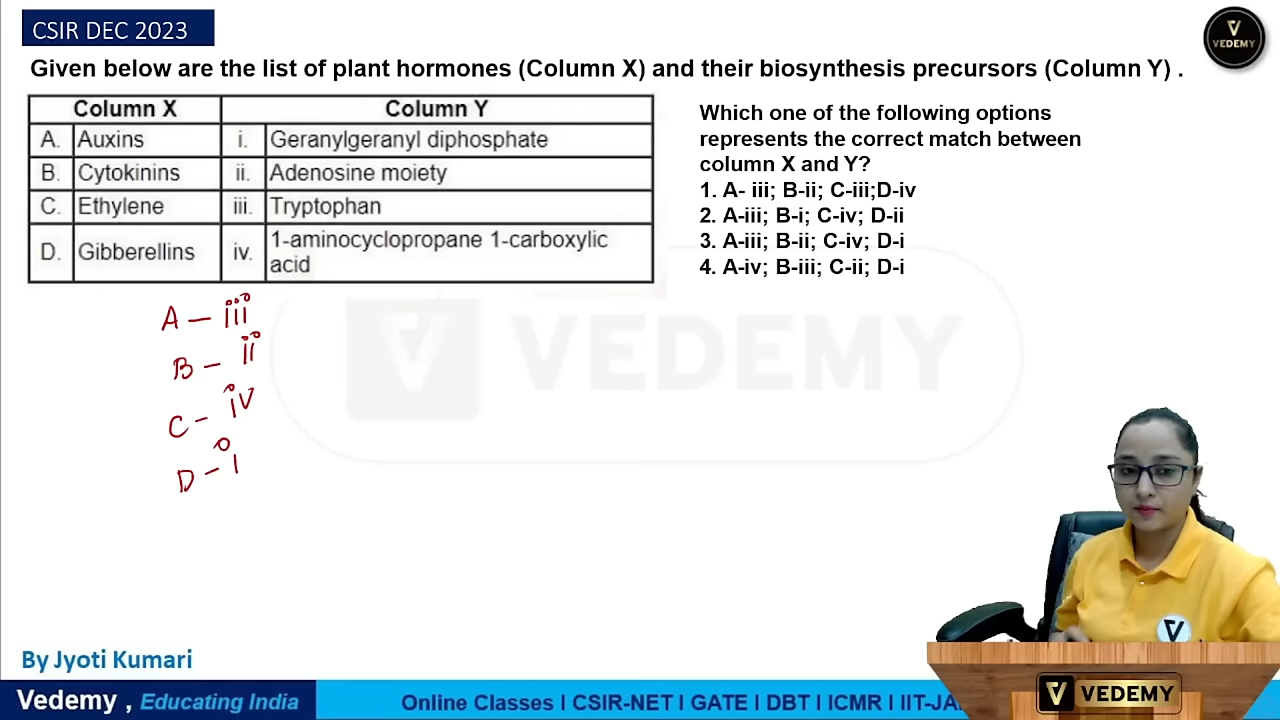 CSIR DEC 2023
VEDEMY
Given below are the list of plant hormones (Column X) and their biosynthesis precursors (Column Y) .
Column X Column Y
A. Auxins i. Geranylgeranyl diphosphate
B. Cytokinins ii. Adenosine moiety
C. Ethylene iii. Tryptophan
D. Gibberellins iv. 1-aminocyclopropane 1-carboxylic
acid
Which one of the following options
represents the correct match between
column X and Y?
1. A- iii; B-ii; C-iii;D-iv
2. A-iii; B-i; C-iv; D-ii
3. A-iii; B-ii; C-iv; D-i
4. A-iv; B-iii; C-ii; D-i
A - iii
B - ii
C - iv
D - i
VEDEMY
By Jyoti Kumari
VEDEMY
Vedemy , Educating India
Online Classes I CSIR-NET I GATE I DBT I ICMR I IIT-JA